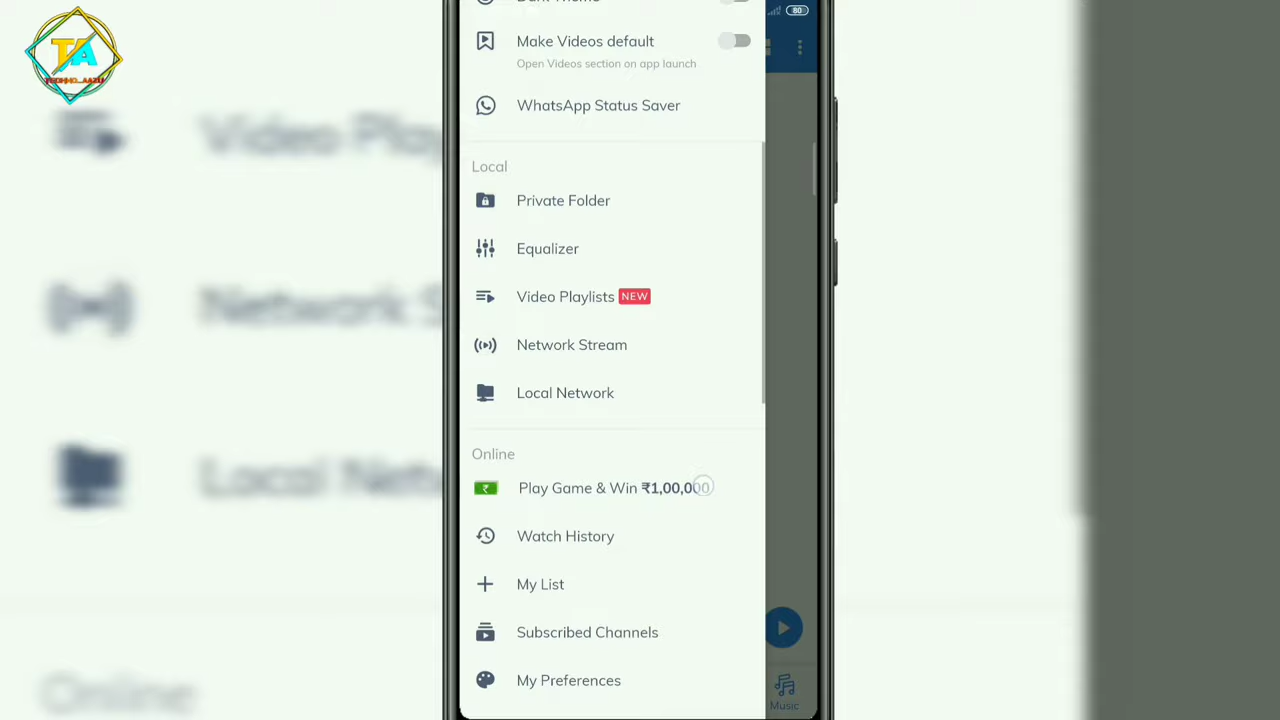 TA
80
Make Videos default
Open Videos section on app launch
WhatsApp Status Saver
Local
Private Folder
Equalizer
Video Playlists NEW
Network Stream
Local Network
Online
Play Game & Win ₹1,00,000
Watch History
My List
Subscribed Channels
My Preferences
Music